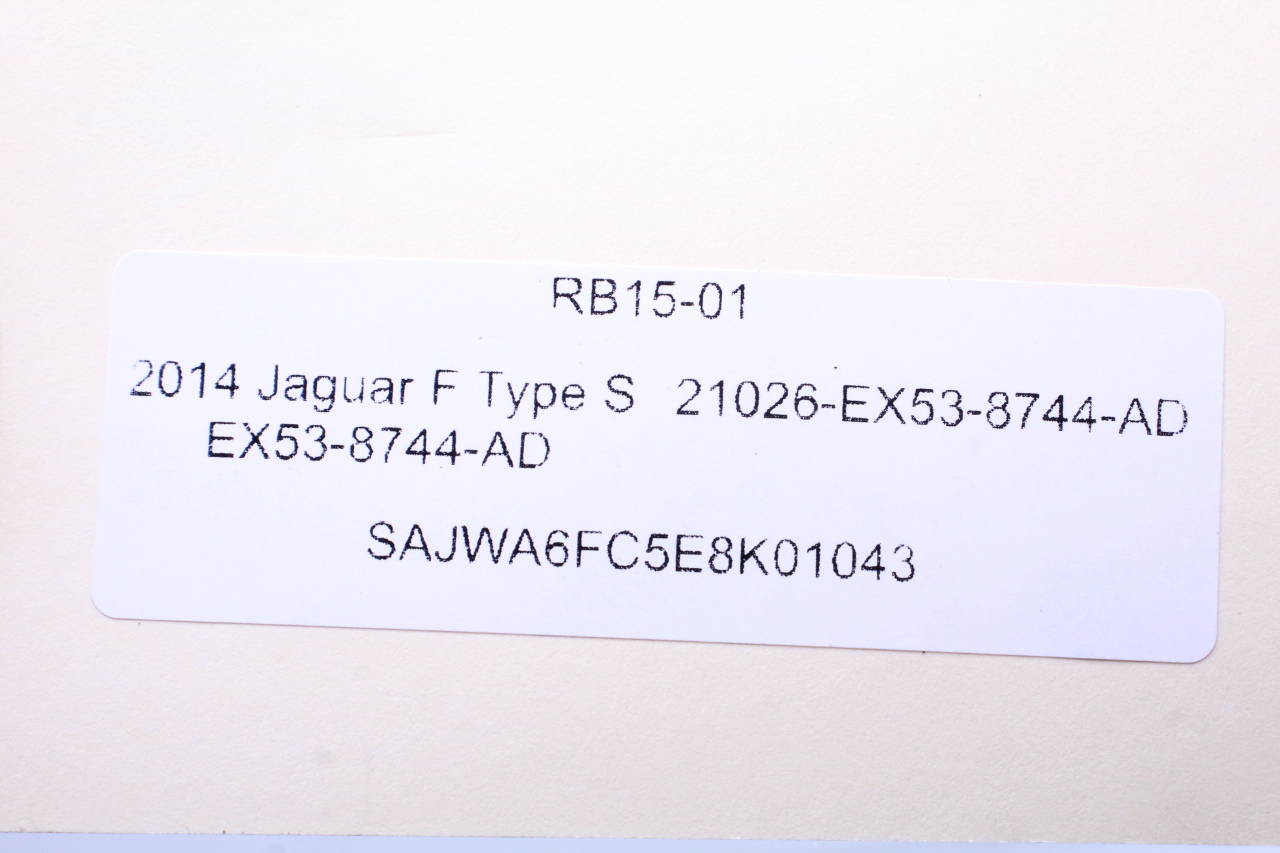 RB15-01
2014 Jaguar F Type S 21026-EX53-8744-AD
EX53-8744-AD
SAJWA6FC5E8K01043